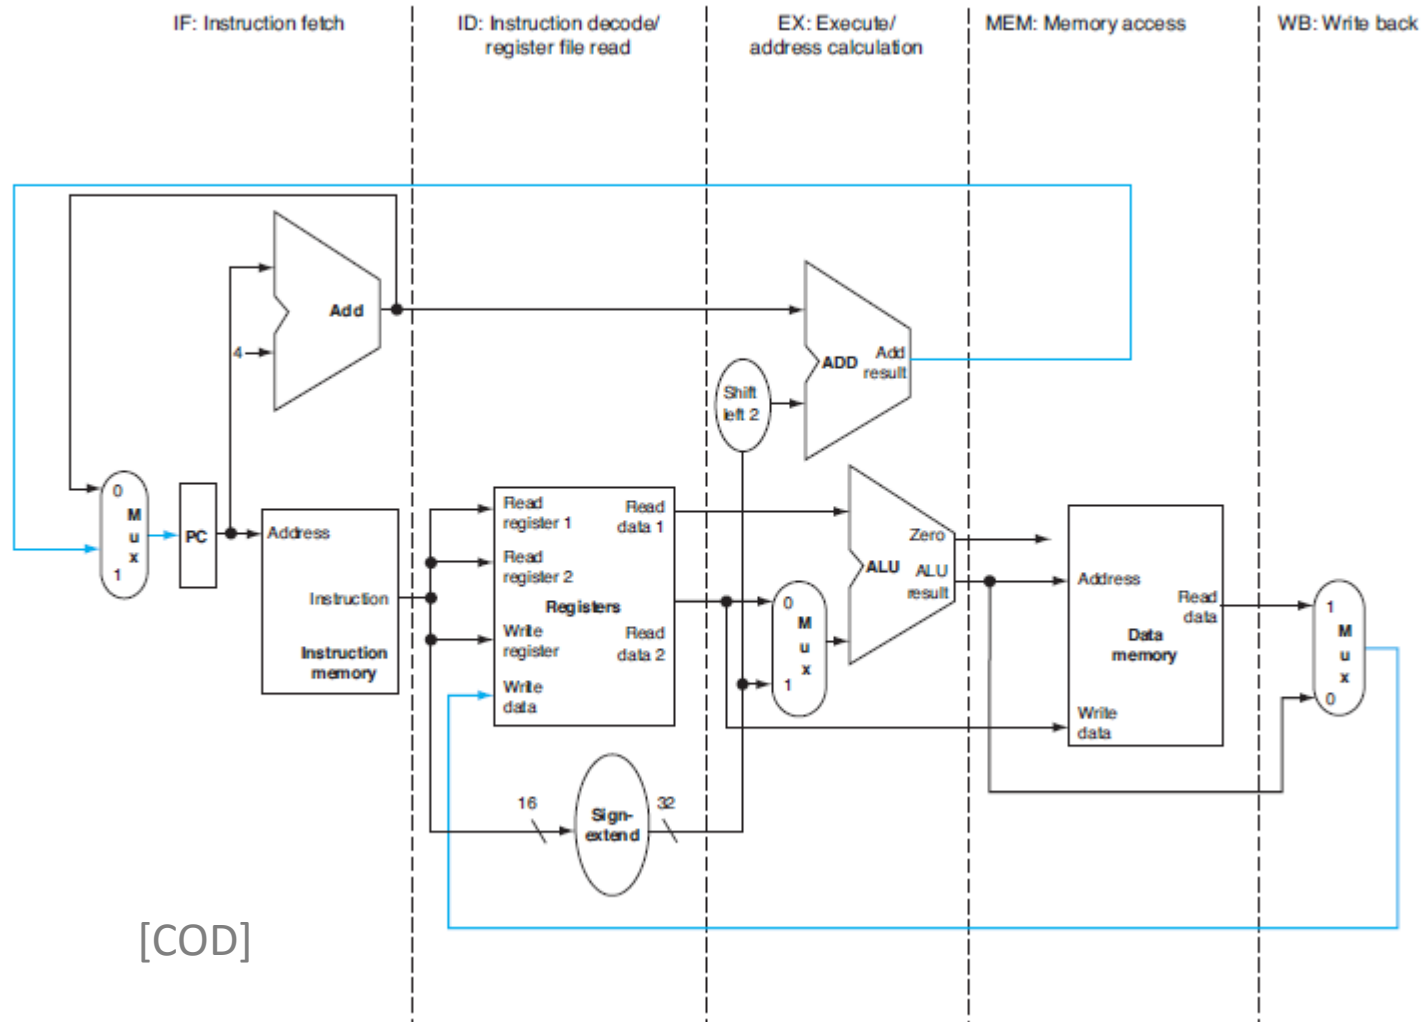 IF: Instruction fetch
ID: Instruction decode/
register file read
EX: Execute/
address calculation
MEM: Memory access
WB: Write back
Add
4
ADD
Add
result
Shift
left 2
0
M
u
x
1
PC
Address
Instruction
Instruction
memory
Read
register 1
Read
register 2
Registers
Write
register
Write
data
Read
data 1
Read
data 2
0
M
u
x
1
Zero
ALU
ALU
result
Address
Read
data
Data
memory
Write
data
1
M
u
x
0
16
Sign-
extend
32
[COD]